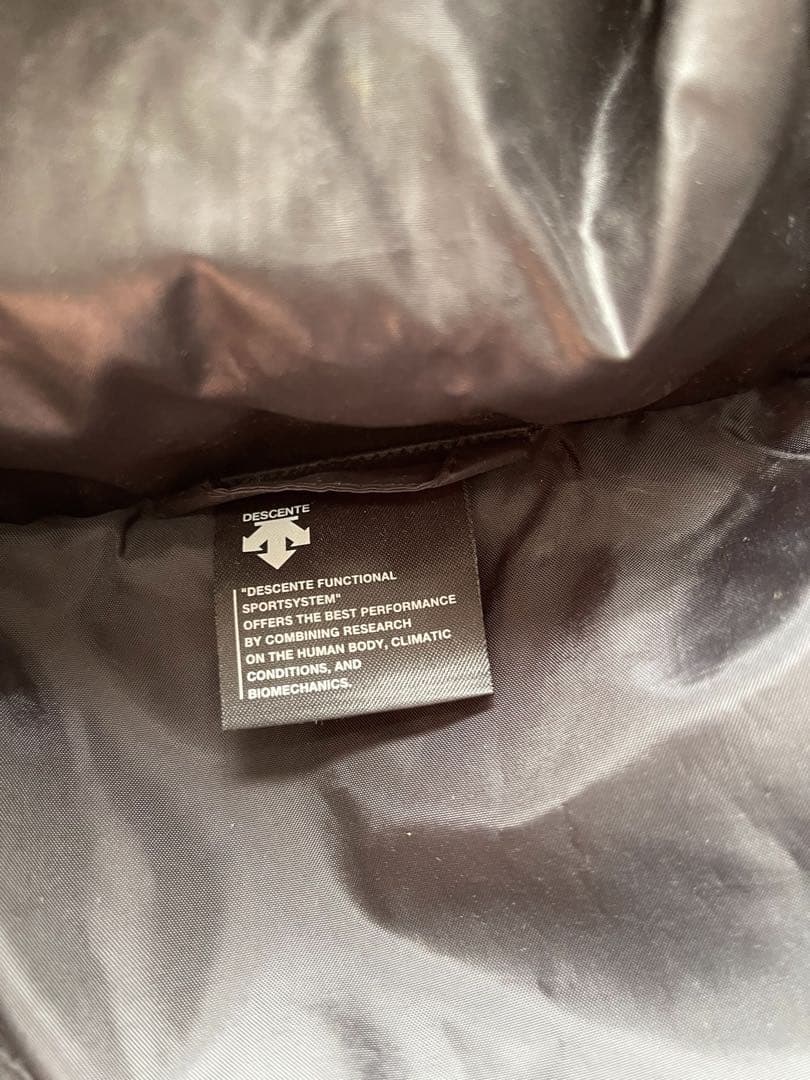 DESCENTE
"DESCENTE FUNCTIONAL
SPORTSYSTEM"
OFFERS THE BEST PERFORMANCE
BY COMBINING RESEARCH
ON THE HUMAN BODY, CLIMATIC
CONDITIONS, AND
BIOMECHANICS.